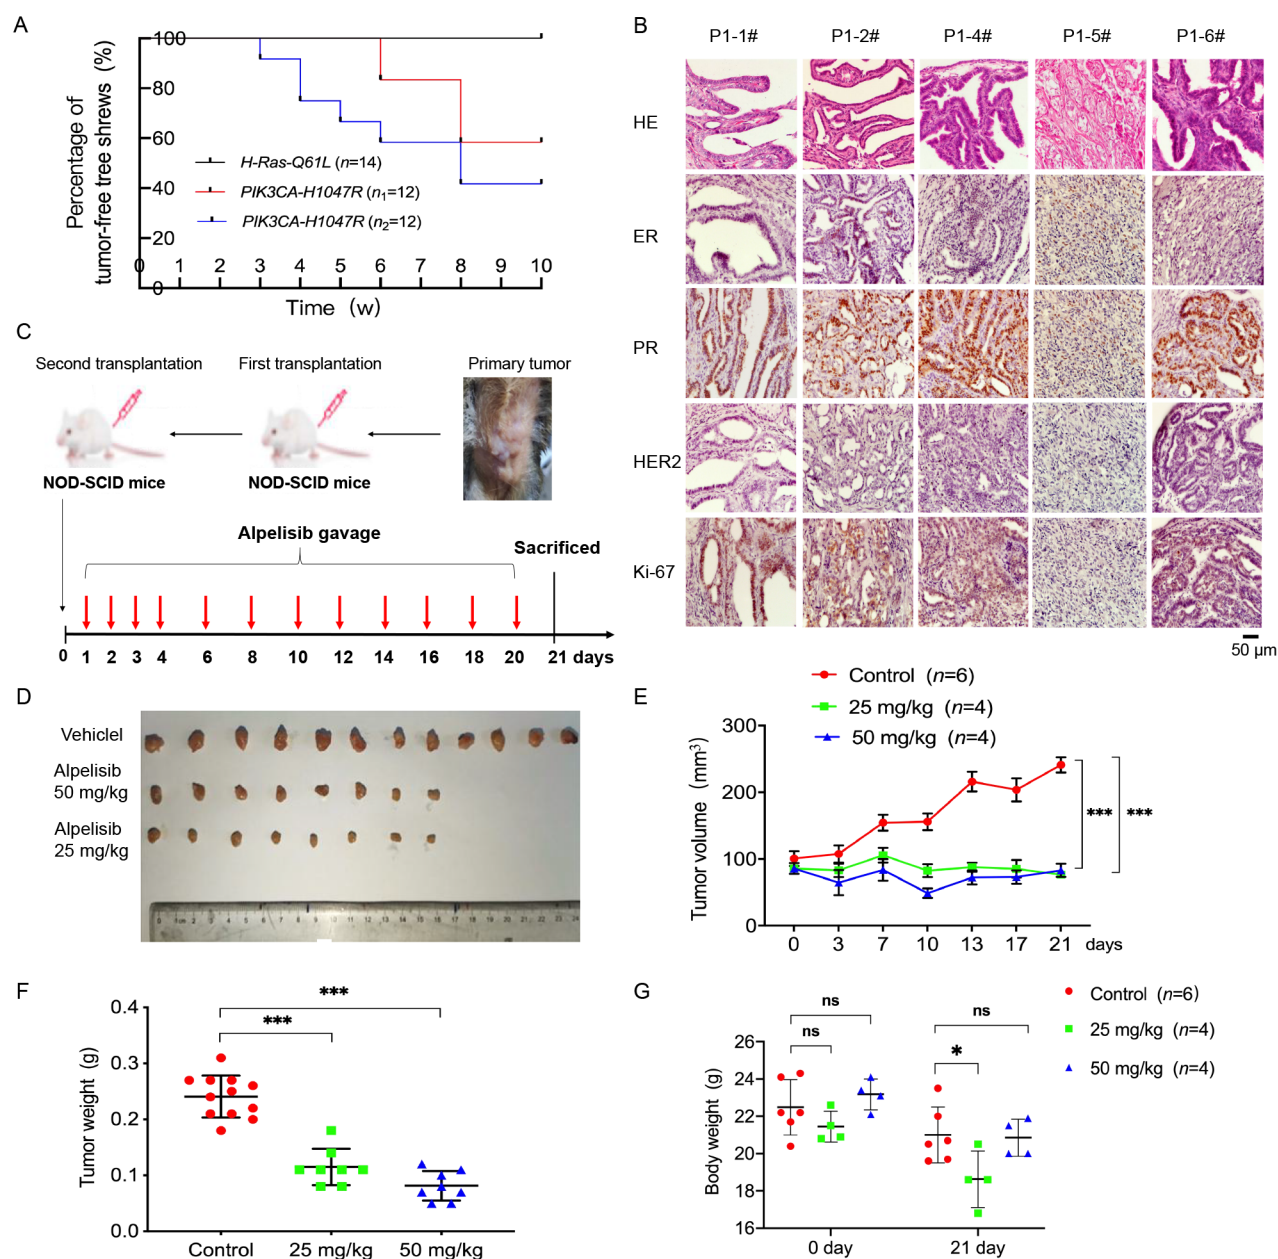 A
Percentage of
tumor-free tree shrews (%)
100
80
60
40
20
0
H-Ras-Q61L (n=14)
PIK3CA-H1047R (n₁=12)
PIK3CA-H1047R (n₂=12)
0 1 2 3 4 5 6 7 8 9 10
Time (w)
B
P1-1# P1-2# P1-4# P1-5# P1-6#
HE
ER
PR
HER2
Ki-67
50 μm
C
Second transplantation First transplantation Primary tumor
NOD-SCID mice NOD-SCID mice
Alpelisib gavage
Sacrificed
0 1 2 3 4 6 8 10 12 14 16 18 20 21 days
D
Vehiclel
Alpelisib
50 mg/kg
Alpelisib
25 mg/kg
E
Control (n=6)
25 mg/kg (n=4)
50 mg/kg (n=4)
Tumor volume (mm³)
300
200
100
0
*** ***
0 3 7 10 13 17 21 days
F
Tumor weight (g)
0.4
0.3
0.2
0.1
0.0
***
***
Control 25 mg/kg 50 mg/kg
G
Control (n=6)
25 mg/kg (n=4)
50 mg/kg (n=4)
Body weight (g)
26
24
22
20
18
16
ns
ns
ns
*
0 day 21 day